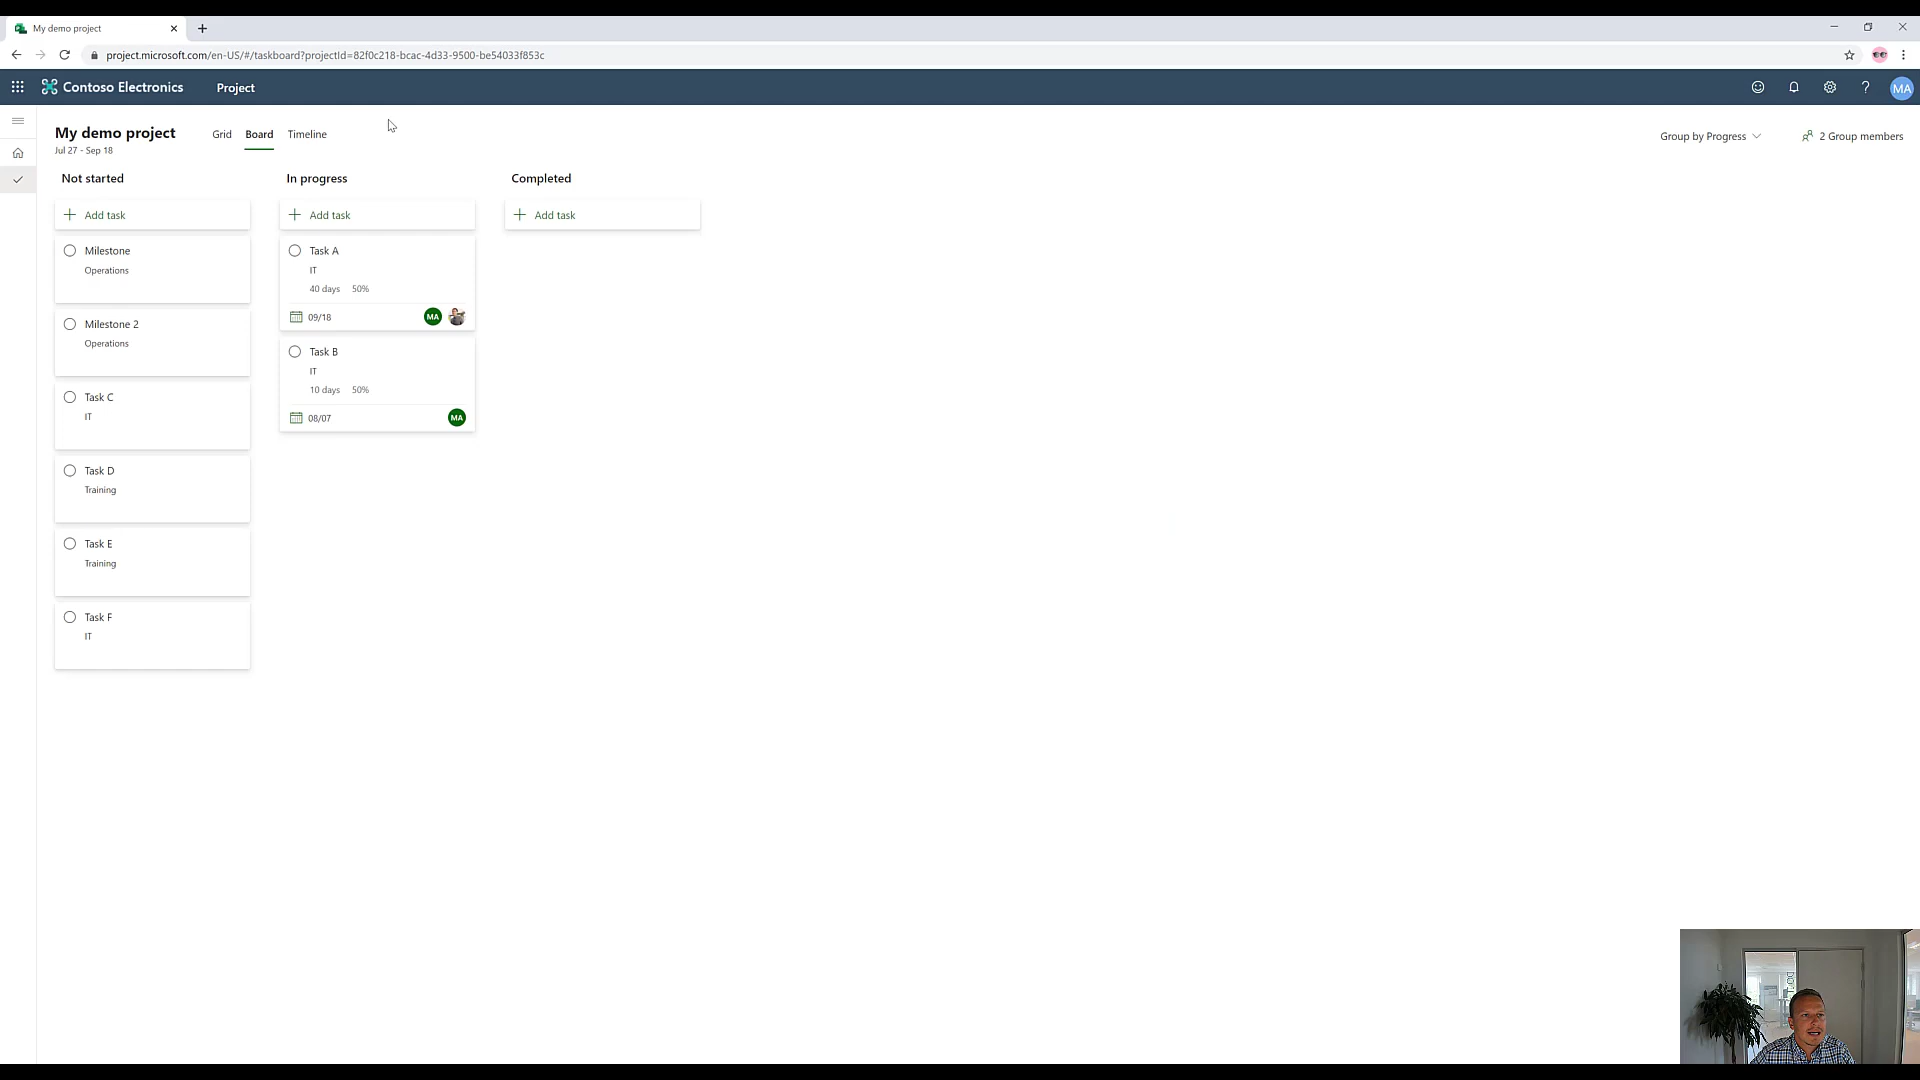 My demo project
project.microsoft.com/en-US/#/taskboard?projectId=82f0c218-bcac-4d33-9500-be54033f853c
Contoso Electronics Project MA
My demo project Grid Board Timeline Group by Progress 2 Group members
Jul 27 - Sep 18
Not started
Add task
Milestone
Operations
Milestone 2
Operations
Task C
IT
Task D
Training
Task E
Training
Task F
IT
In progress
Add task
Task A
IT
40 days 50%
09/18 MA
Task B
IT
10 days 50%
08/07 MA
Completed
Add task